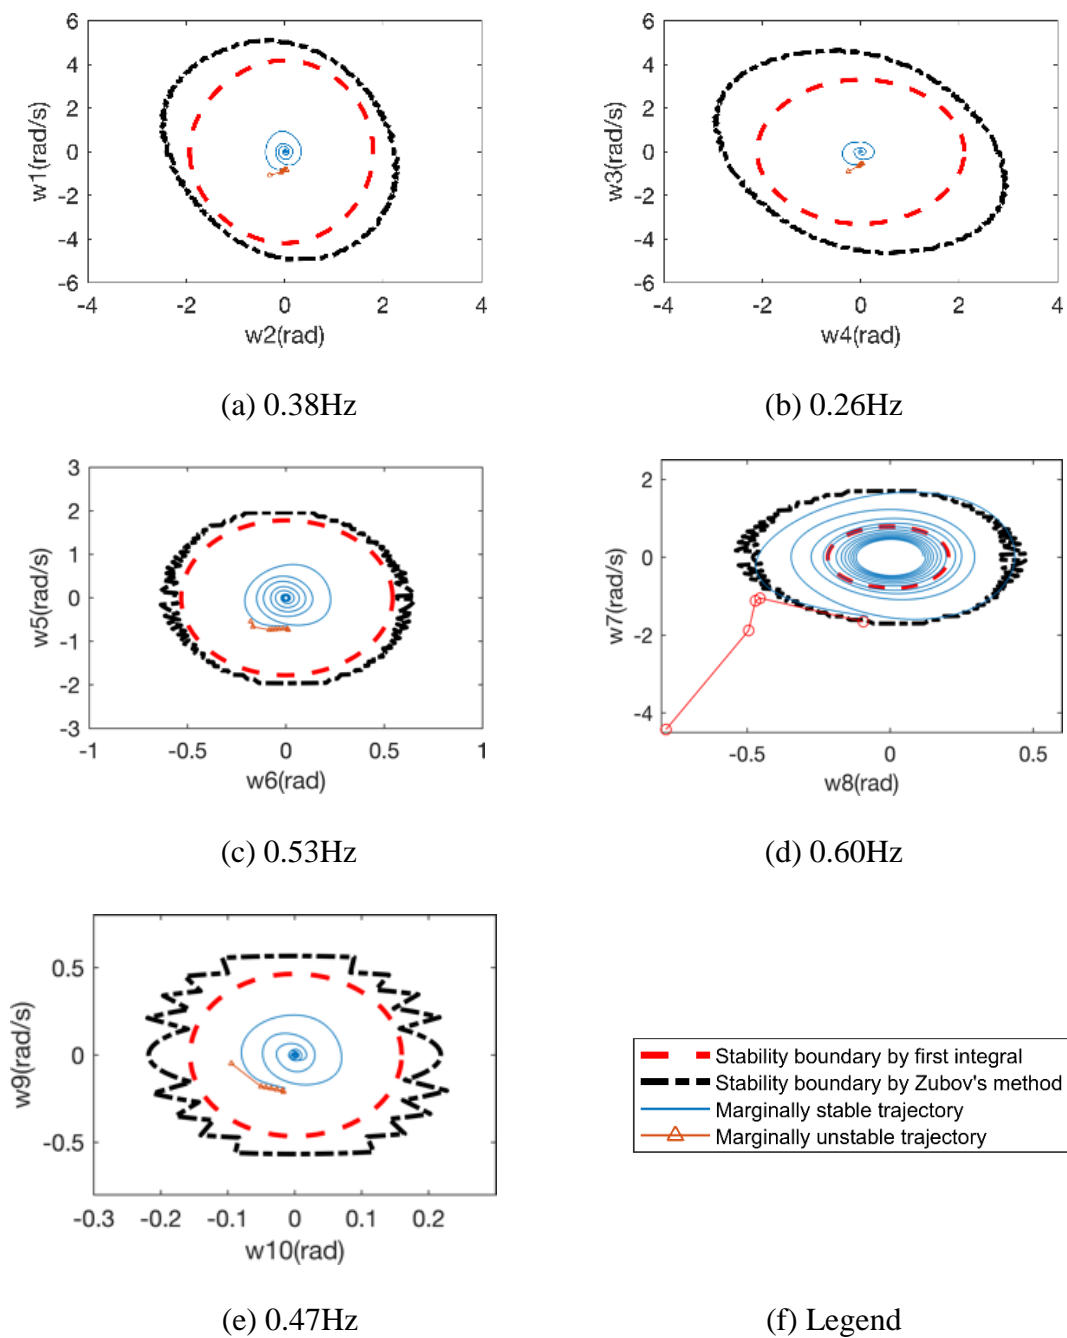 6
4
2
0
-2
-4
-6
w1(rad/s)
-4 -2 0 2 4
w2(rad)
(a) 0.38Hz
6
4
2
0
-2
-4
-6
w3(rad/s)
-4 -2 0 2 4
w4(rad)
(b) 0.26Hz
3
2
1
0
-1
-2
-3
w5(rad/s)
-1 -0.5 0 0.5 1
w6(rad)
(c) 0.53Hz
2
0
-2
-4
w7(rad/s)
-0.5 0 0.5
w8(rad)
(d) 0.60Hz
0.5
0
-0.5
w9(rad/s)
-0.3 -0.2 -0.1 0 0.1 0.2
w10(rad)
(e) 0.47Hz
Stability boundary by first integral
Stability boundary by Zubov's method
Marginally stable trajectory
Marginally unstable trajectory
(f) Legend